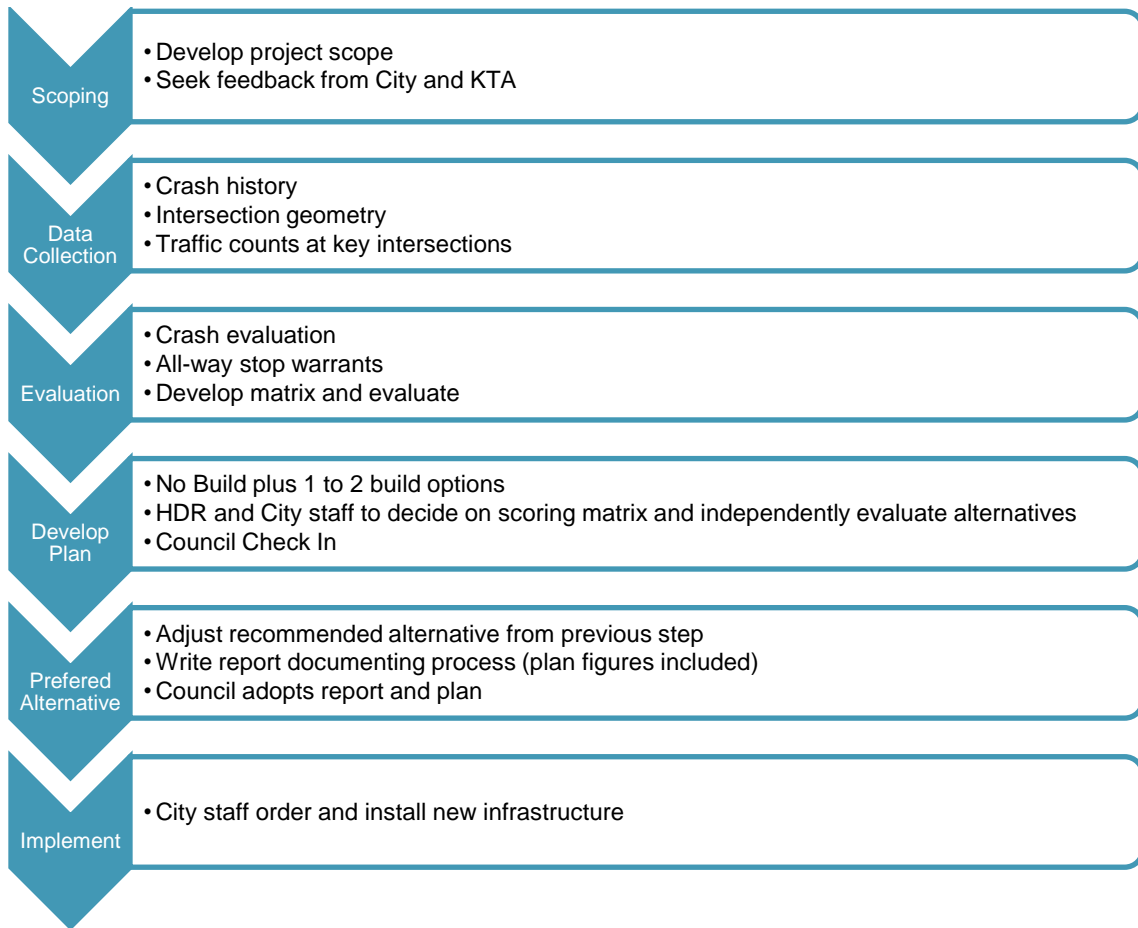 Scoping
• Develop project scope
• Seek feedback from City and KTA
Data
Collection
• Crash history
• Intersection geometry
• Traffic counts at key intersections
Evaluation
• Crash evaluation
• All-way stop warrants
• Develop matrix and evaluate
Develop
Plan
• No Build plus 1 to 2 build options
• HDR and City staff to decide on scoring matrix and independently evaluate alternatives
• Council Check In
Prefered
Alternative
• Adjust recommended alternative from previous step
• Write report documenting process (plan figures included)
• Council adopts report and plan
Implement
• City staff order and install new infrastructure